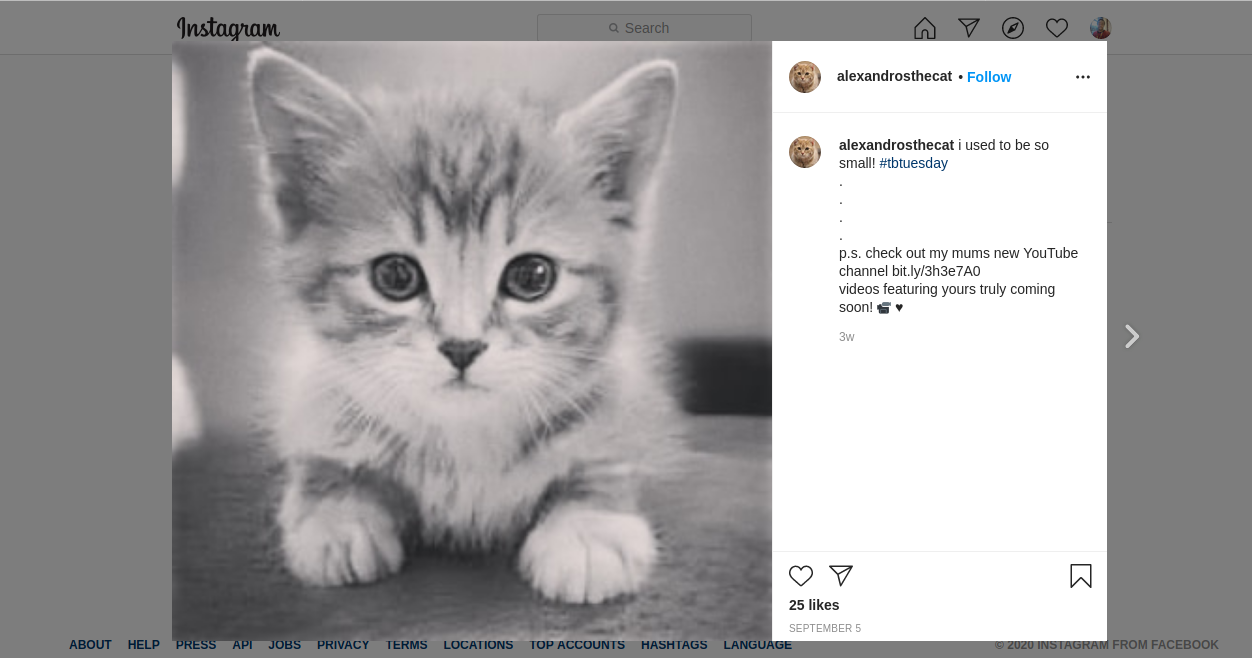 Instagram
Search
alexandrosthecat • Follow
alexandrosthecat i used to be so
small! #tbtuesday
.
.
.
.
p.s. check out my mums new YouTube
channel bit.ly/3h3e7A0
videos featuring yours truly coming
soon! 📹 ♥
3w
25 likes
SEPTEMBER 5
ABOUT HELP PRESS API JOBS PRIVACY TERMS LOCATIONS TOP ACCOUNTS HASHTAGS LANGUAGE © 2020 INSTAGRAM FROM FACEBOOK